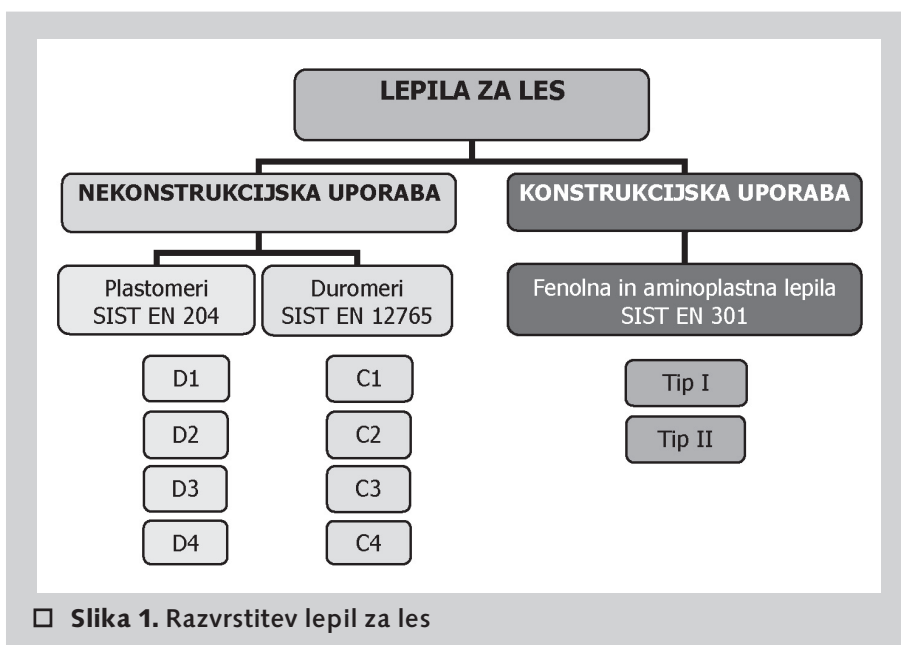 LEPILA ZA LES
NEKONSTRUKCIJSKA UPORABA
KONSTRUKCIJSKA UPORABA
Plastomeri
SIST EN 204
Duromeri
SIST EN 12765
Fenolna in aminoplastna lepila
SIST EN 301
D1
D2
D3
D4
C1
C2
C3
C4
Tip I
Tip II
Slika 1. Razvrstitev lepil za les